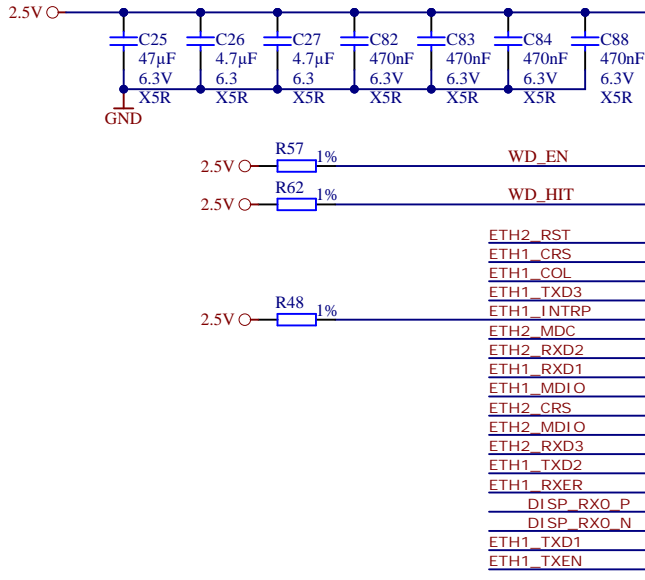 2.5V
C25 C26 C27 C82 C83 C84 C88
47µF 4.7µF 4.7µF 470nF 470nF 470nF 470nF
6.3V 6.3 6.3 6.3V 6.3V 6.3V 6.3V
X5R X5R X5R X5R X5R X5R X5R
GND
R57
2.5V 1% WD_EN
R62
2.5V 1% WD_HIT
ETH2_RST
ETH1_CRS
ETH1_COL
ETH1_TXD3
R48
2.5V 1% ETH1_INTRP
ETH2_MDC
ETH2_RXD2
ETH1_RXD1
ETH1_MDIO
ETH2_CRS
ETH2_MDIO
ETH2_RXD3
ETH1_TXD2
ETH1_RXER
DISP_RX0_P
DISP_RX0_N
ETH1_TXD1
ETH1_TXEN